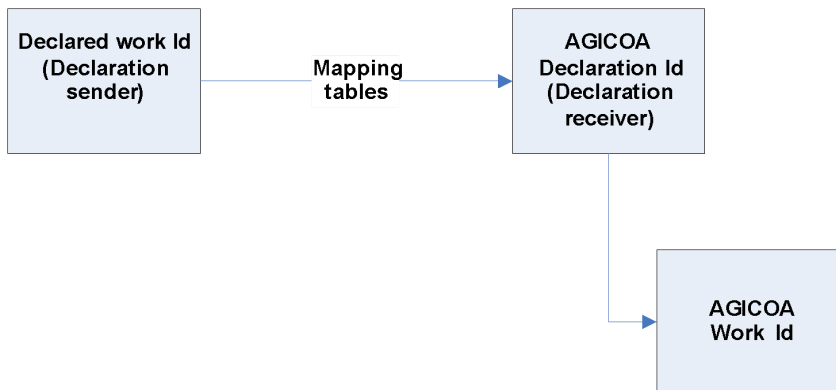 Declared work Id
(Declaration
sender)
Mapping
tables
AGICOA
Declaration Id
(Declaration
receiver)
AGICOA
Work Id